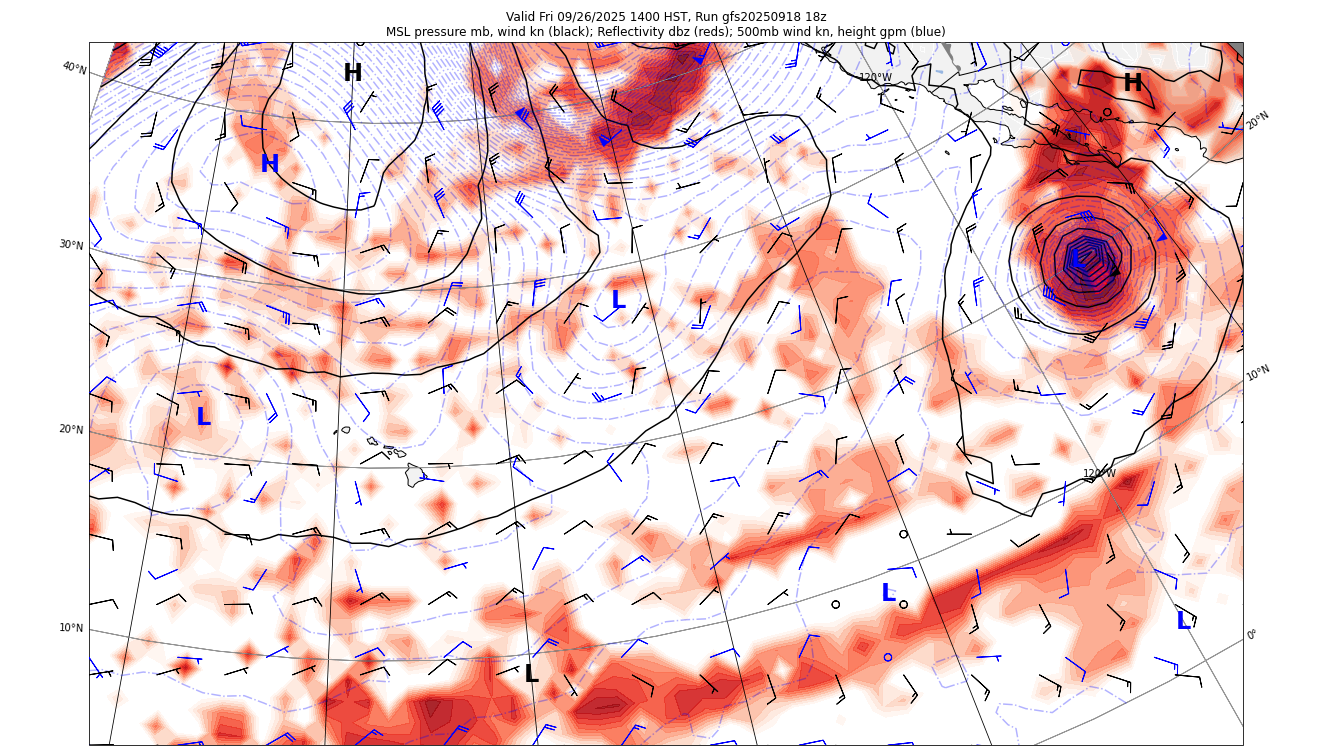 Valid Fri 09/26/2025 1400 HST, Run gfs20250918 18z
MSL pressure mb, wind kn (black); Reflectivity dbz (reds); 500mb wind kn, height gpm (blue)
40°N
H
120°W
H
20°N
H
30°N
L
L
10°N
L
20°N
120°W
L
L
10°N
0°
L